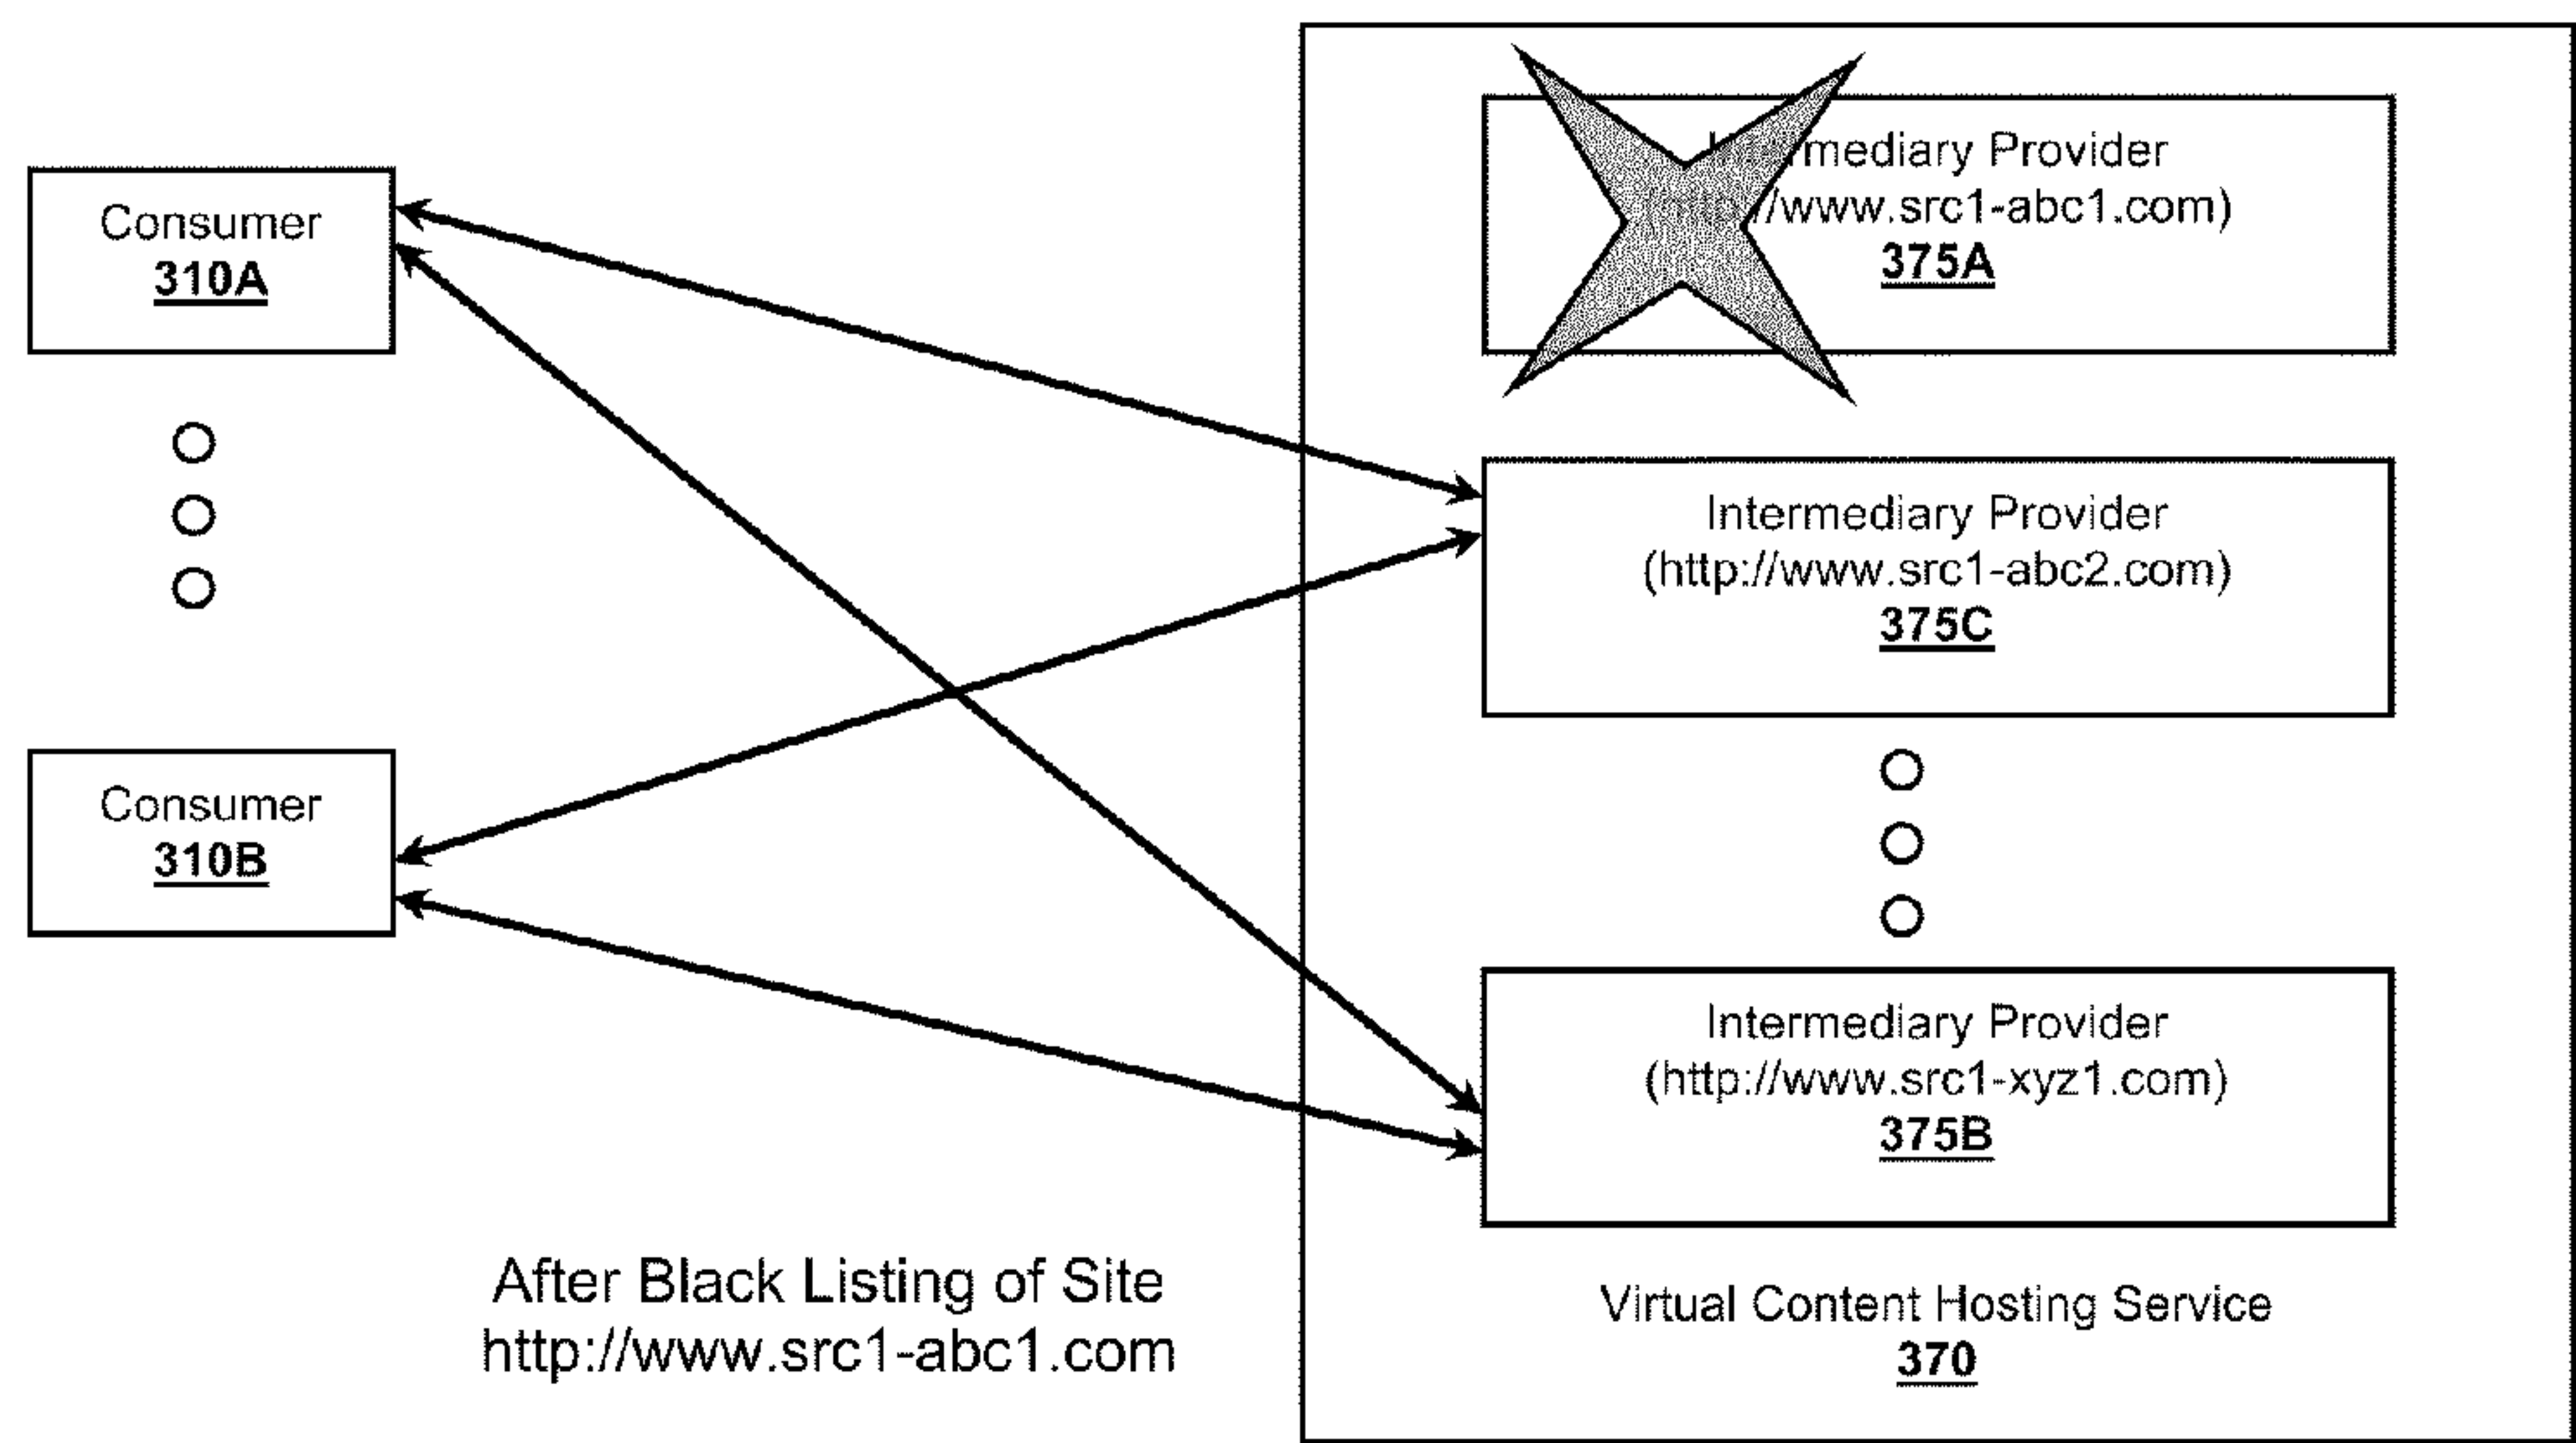 Consumer
310A
Consumer
310B
After Black Listing of Site
http://www.src1-abc1.com
Provider
//www.src1-abc1.com)
375A
Intermediary Provider
(http://www.src1-abc2.com)
375C
Intermediary Provider
(http://www.src1-xyz1.com)
375B
Virtual Content Hosting Service
370